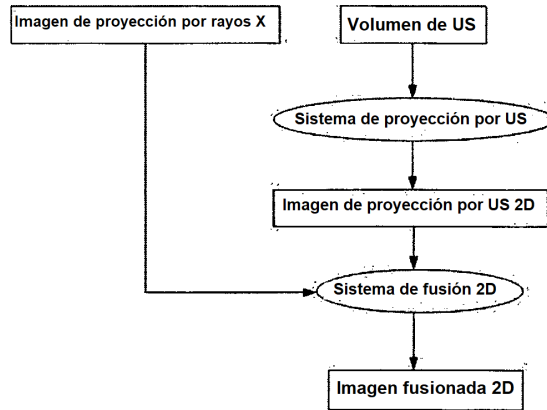 Imagen de proyección por rayos X
Volumen de US
Sistema de proyección por US
Imagen de proyección por US 2D
Sistema de fusión 2D
Imagen fusionada 2D